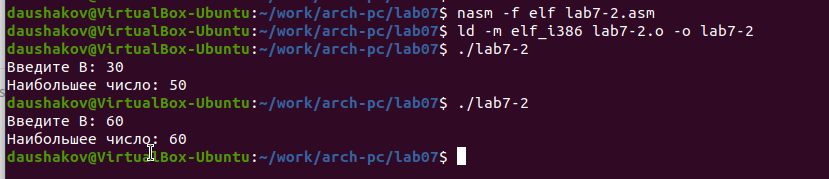 daushakov@VirtualBox-Ubuntu:~/work/arch-pc/lab07$ nasm -f elf lab7-2.asm
daushakov@VirtualBox-Ubuntu:~/work/arch-pc/lab07$ ld -m elf_i386 lab7-2.o -o lab7-2
daushakov@VirtualBox-Ubuntu:~/work/arch-pc/lab07$ ./lab7-2
Введите В: 30
Наибольшее число: 50
daushakov@VirtualBox-Ubuntu:~/work/arch-pc/lab07$ ./lab7-2
Введите В: 60
Наибольшее число: 60
daushakov@VirtualBox-Ubuntu:~/work/arch-pc/lab07$